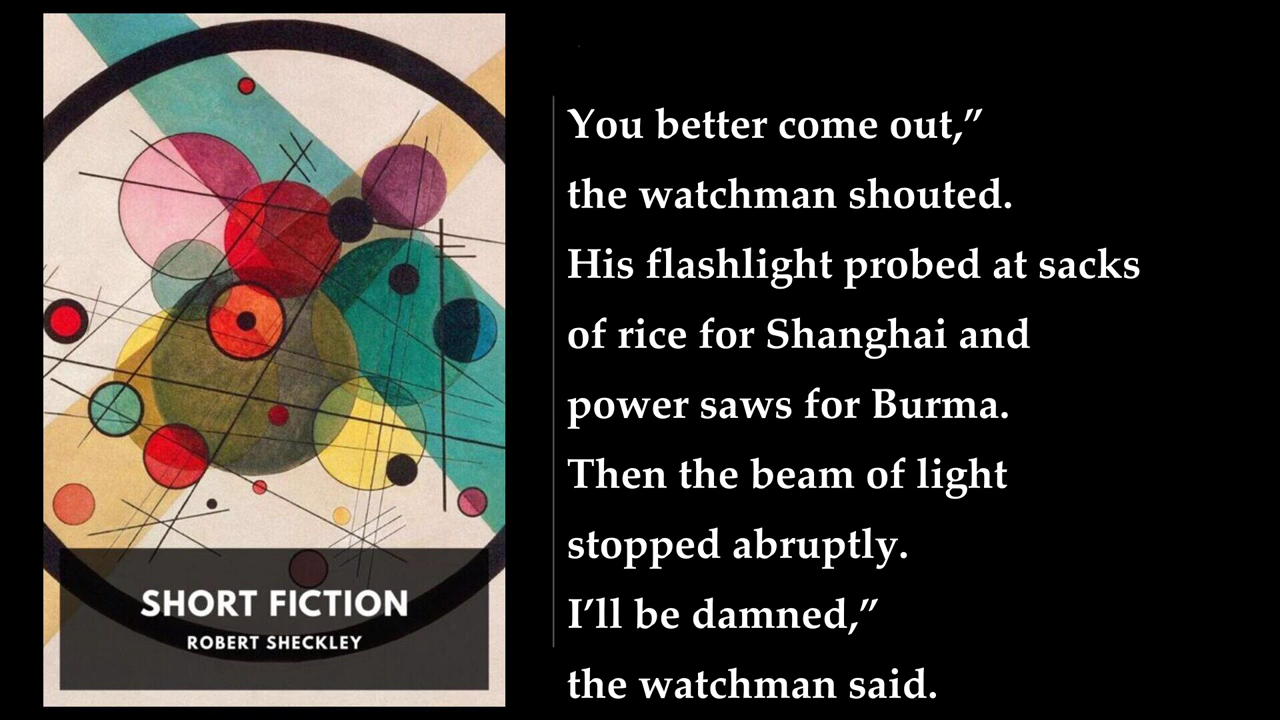 SHORT FICTION
ROBERT SHECKLEY
You better come out,”
the watchman shouted.
His flashlight probed at sacks
of rice for Shanghai and
power saws for Burma.
Then the beam of light
stopped abruptly.
I’ll be damned,”
the watchman said.